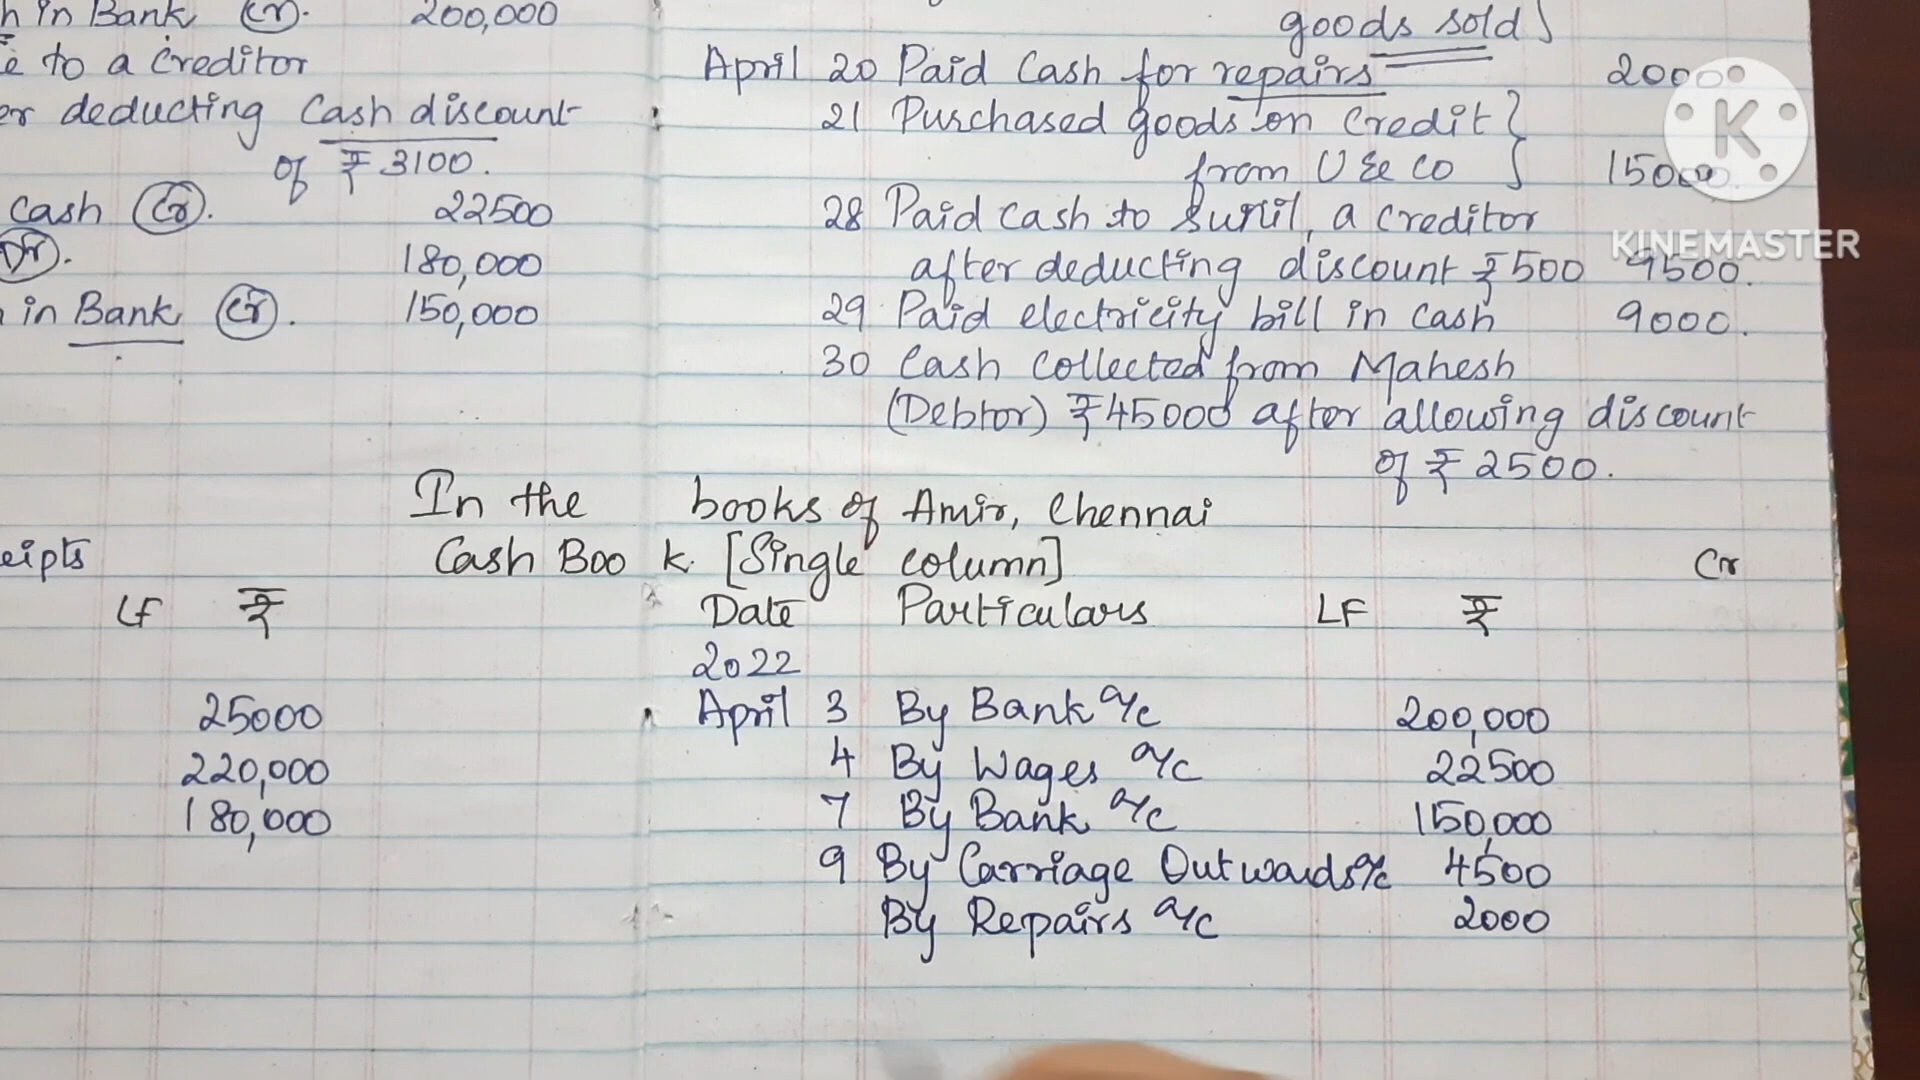 h in Bank (Cr). 200,000
e to a Creditor
er deducting Cash discount
of ₹ 3100.
cash (Cr). 22500
(Dr). 180,000
in Bank (Cr). 150,000
goods sold }
April 20 Paid Cash for repairs 2000
21 Purchased goods on Credit }
from U & Co } 15000.
28 Paid cash to Sunil, a Creditor
after deducting discount ₹ 500 9500.
29 Paid electricity bill in cash 9000.
30 Cash Collected from Mahesh
(Debtor) ₹ 45000 after allowing discount
of ₹ 2500.
K
KINEMASTER
In the books of Amir, Chennai
eipts Cash Boo k. [Single column] Cr
LF ₹ Date Particulars LF ₹
2022
25000 April 3 By Bank a/c 200,000
220,000 4 By Wages a/c 22500
180,000 7 By Bank a/c 150,000
9 By Carriage Outwards a/c 4500
By Repairs a/c 2000